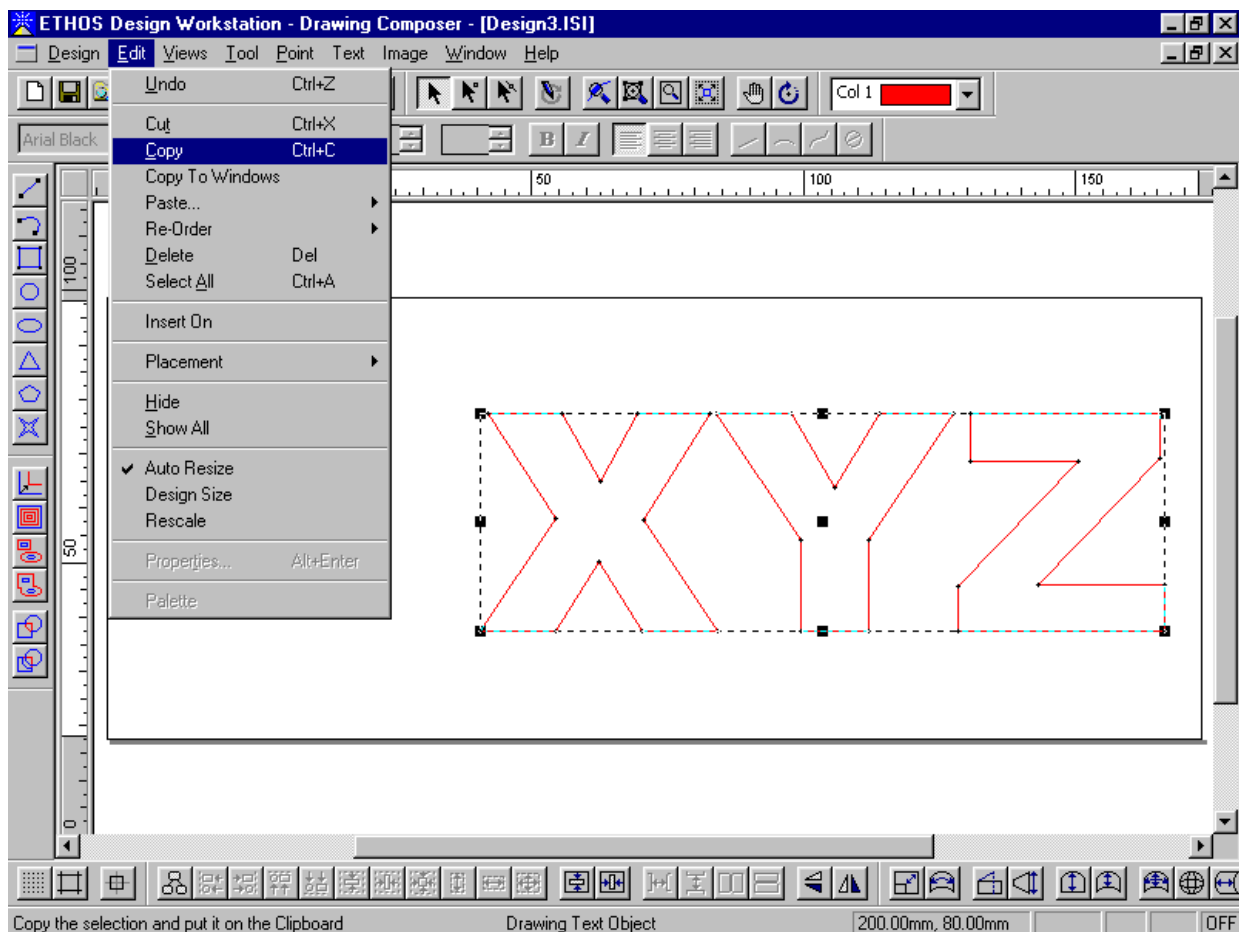 ETHOS Design Workstation - Drawing Composer - [Design3.ISI]
Design Edit Views Tool Point Text Image Window Help
Undo Ctrl+Z
Col 1
Cut Ctrl+X
Arial Black B I
Copy Ctrl+C
Copy To Windows
50 100 150
Paste...
Re-Order
Delete Del
100
Select All Ctrl+A
Insert On
Placement
Hide
Show All
XYZ
Auto Resize
Design Size
Rescale
50
Properties... Alt+Enter
Palette
0
Copy the selection and put it on the Clipboard Drawing Text Object 200.00mm, 80.00mm OFF